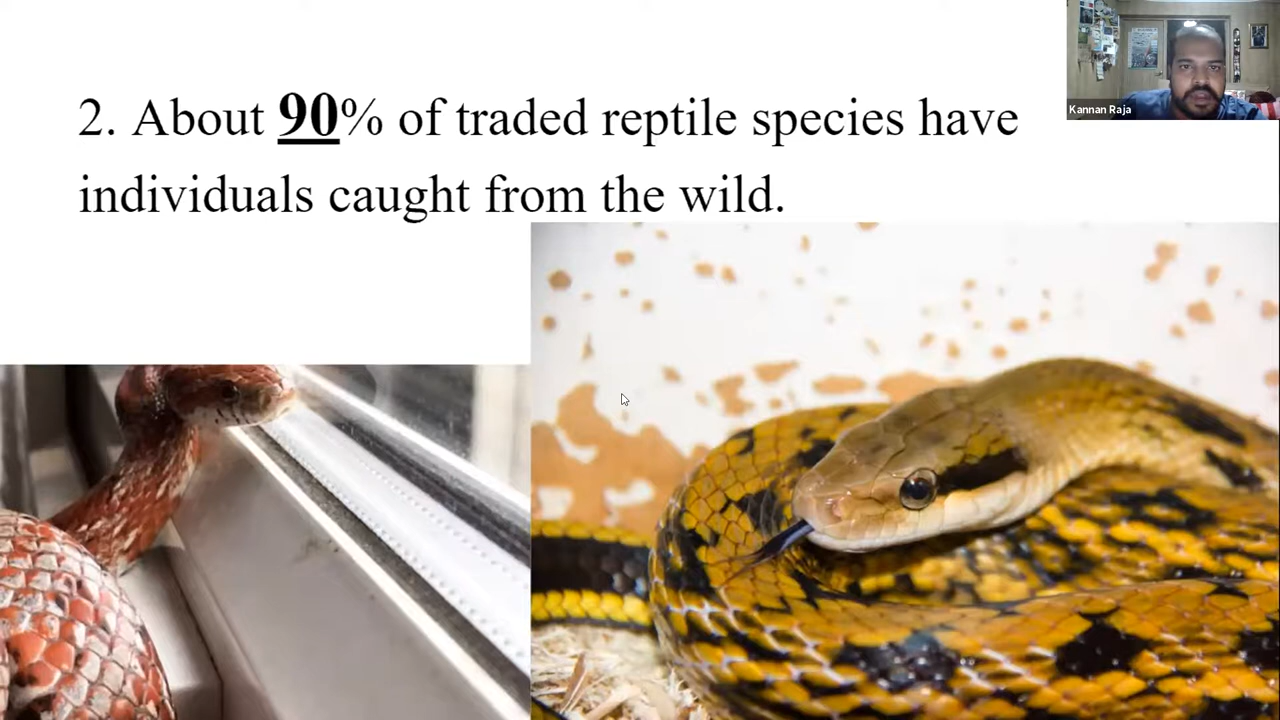 2. About 90% of traded reptile species have
individuals caught from the wild.
Kannan Raja